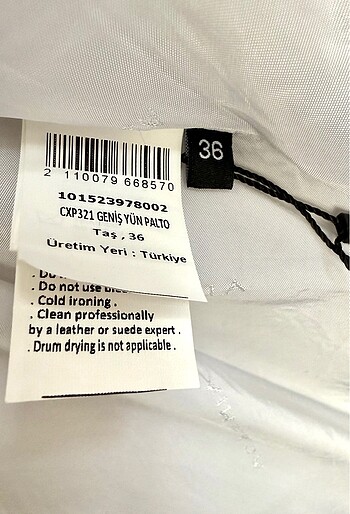 36
2 110079 668570
101523978002
CXP321 GENİŞ YÜN PALTO
Taş , 36
Üretim Yeri : Türkiye
. Do not use
. Cold ironing .
. Clean professionally
by a leather or suede expert .
. Drum drying is not applicable .